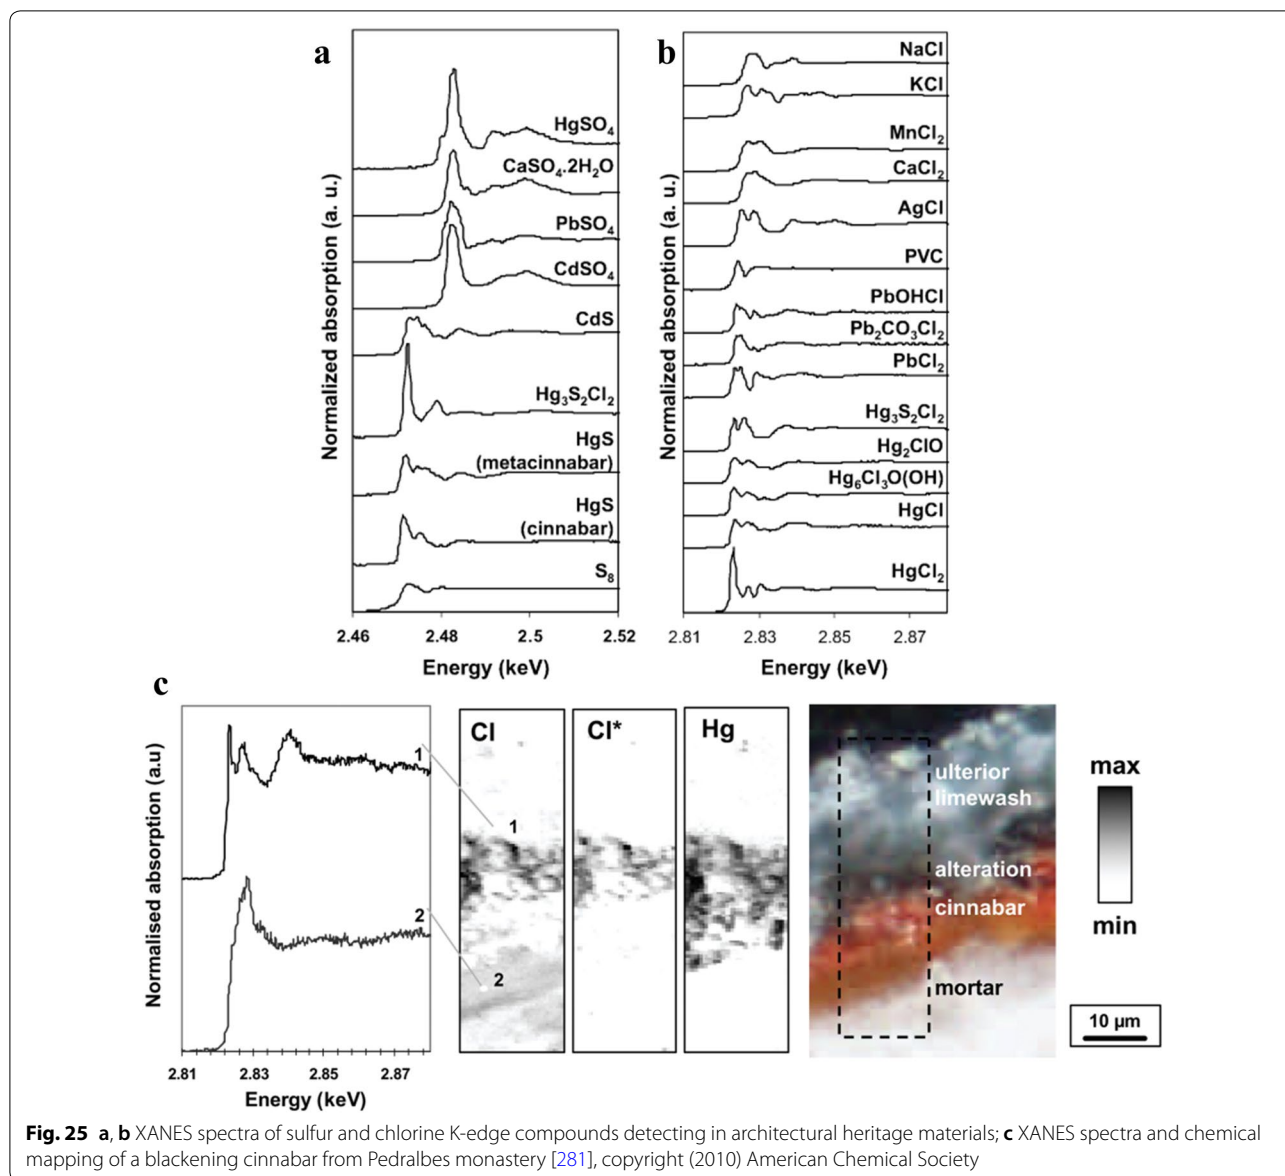 a
Normalized absorption (a. u.)
HgSO₄
CaSO₄.2H₂O
PbSO₄
CdSO₄
CdS
Hg₃S₂Cl₂
HgS
(metacinnabar)
HgS
(cinnabar)
S₈
2.46 2.48 2.5 2.52
Energy (keV)
b
Normalized absorption (a. u.)
NaCl
KCl
MnCl₂
CaCl₂
AgCl
PVC
PbOHCl
Pb₂CO₃Cl₂
PbCl₂
Hg₃S₂Cl₂
Hg₂ClO
Hg₆Cl₃O(OH)
HgCl
HgCl₂
2.81 2.83 2.85 2.87
Energy (keV)
c
Normalised absorption (a.u)
1
2
2.81 2.83 2.85 2.87
Energy (keV)
Cl
1
2
Cl*
Hg
ulterior
limewash
alteration
cinnabar
mortar
max
min
10 µm
Fig. 25 a, b XANES spectra of sulfur and chlorine K-edge compounds detecting in architectural heritage materials; c XANES spectra and chemical
mapping of a blackening cinnabar from Pedralbes monastery [281], copyright (2010) American Chemical Society